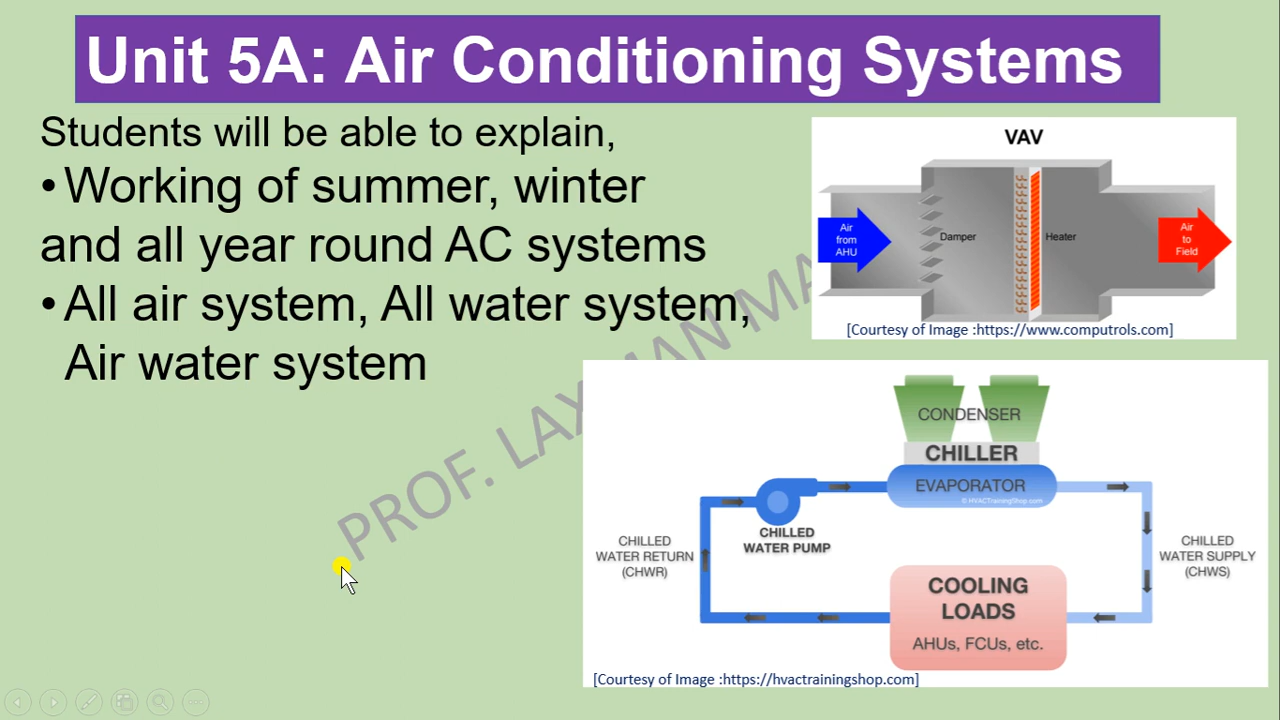 Unit 5A: Air Conditioning Systems
Students will be able to explain,
•Working of summer, winter
and all year round AC systems
•All air system, All water system,
Air water system
VAV
Air
from
AHU
Damper
Heater
Air
to
Field
[Courtesy of Image :https://www.computrols.com]
PROF. LAXMAN MA
CONDENSER
CHILLER
EVAPORATOR
© HVACTrainingShop.com
CHILLED
WATER PUMP
CHILLED
WATER RETURN
(CHWR)
CHILLED
WATER SUPPLY
(CHWS)
COOLING
LOADS
AHUs, FCUs, etc.
[Courtesy of Image :https://hvactrainingshop.com]